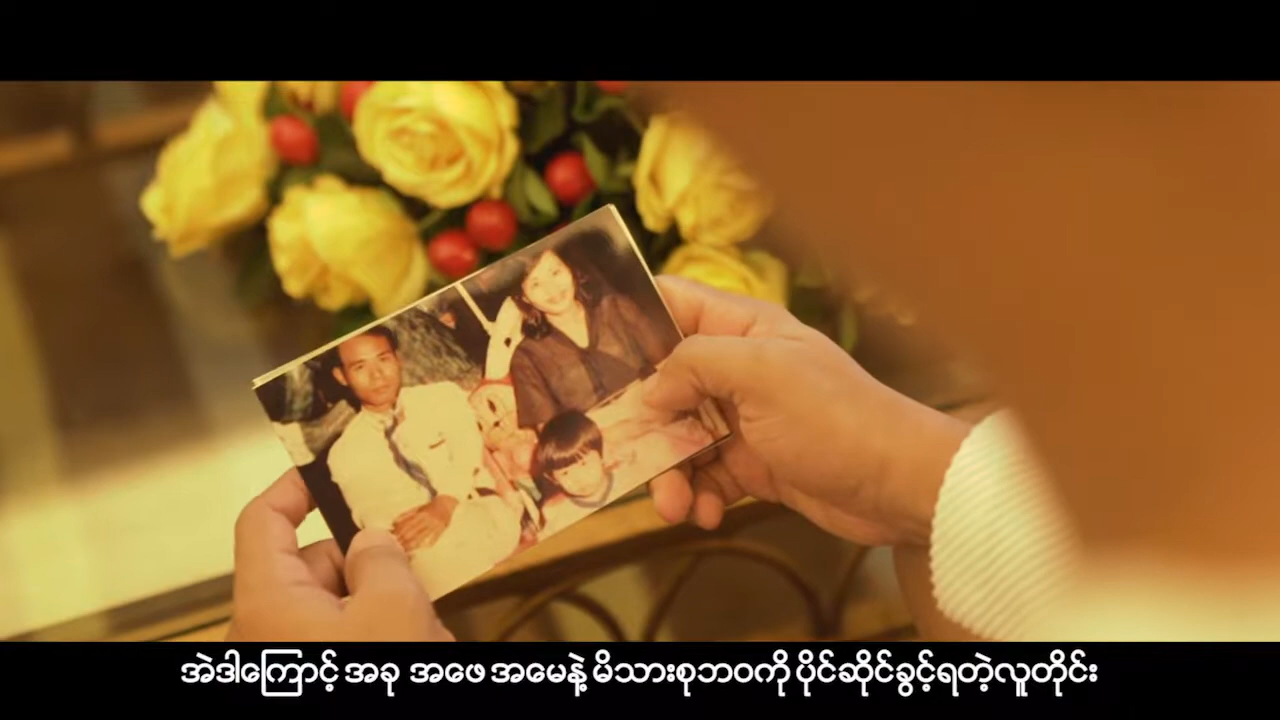 အဲဒါကြောင့် အခု အဖေ အမေနဲ့ မိသားစုဘဝကို ပိုင်ဆိုင်ခွင့်ရတဲ့လူတိုင်း